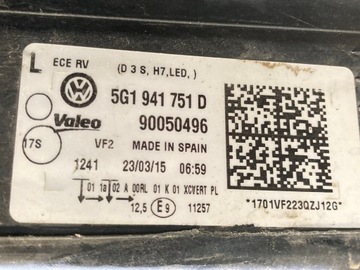 L ECE RV (D 3 S, H7,LED, )
5G1 941 751 D
Valeo 90050496
17S VF2 MADE IN SPAIN
1241 23/03/15 06:59
01 1a 02 A 00RL 01 K 01 XCWERT PL
12,5 E9 11257
*1701VF223QZJ12G*